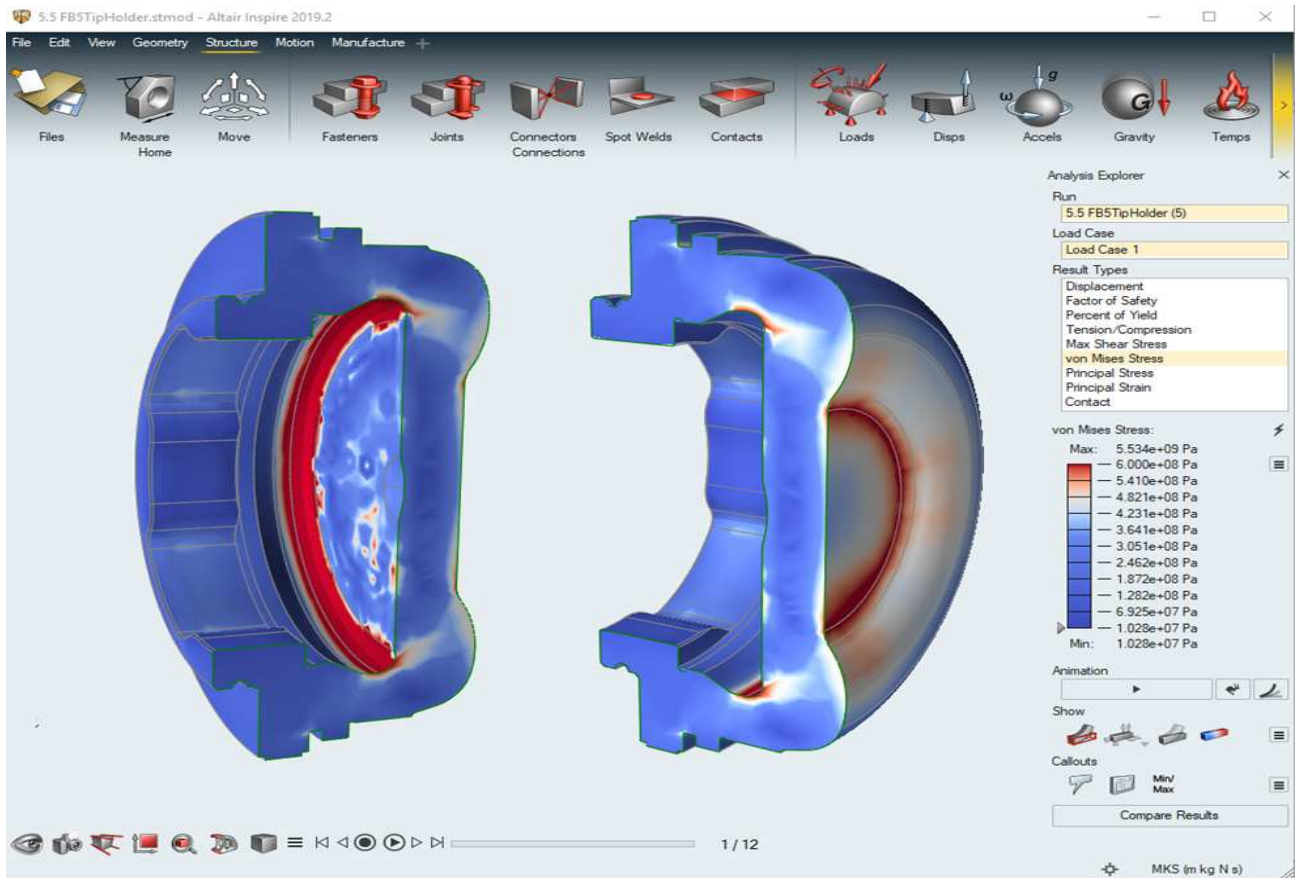 5.5 FB5TipHolder.stmod - Altair Inspire 2019.2
File Edit View Geometry Structure Motion Manufacture
Files Measure Move Fasteners Joints Connectors Spot Welds Contacts Loads Disps Accels Gravity Temps
Home Connections
Analysis Explorer
Run
5.5 FB5TipHolder (5)
Load Case
Load Case 1
Result Types
Displacement
Factor of Safety
Percent of Yield
Tension/Compression
Max Shear Stress
von Mises Stress
Principal Stress
Principal Strain
Contact
von Mises Stress:
Max: 5.534e+09 Pa
6.000e+08 Pa
5.410e+08 Pa
4.821e+08 Pa
4.231e+08 Pa
3.641e+08 Pa
3.051e+08 Pa
2.462e+08 Pa
1.872e+08 Pa
1.282e+08 Pa
6.925e+07 Pa
1.028e+07 Pa
Min: 1.028e+07 Pa
Animation
Show
Callouts
Min/
Max
Compare Results
1 / 12
MKS (m kg N s)